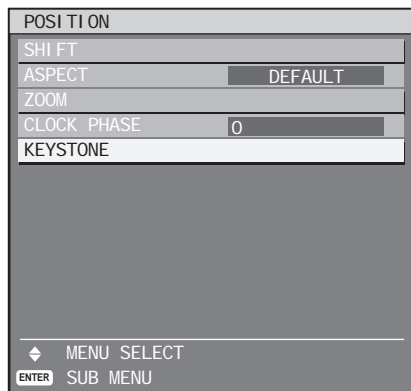 POSITION
SHIFT
ASPECT DEFAULT
ZOOM
CLOCK PHASE 0
KEYSTONE
MENU SELECT
ENTER SUB MENU